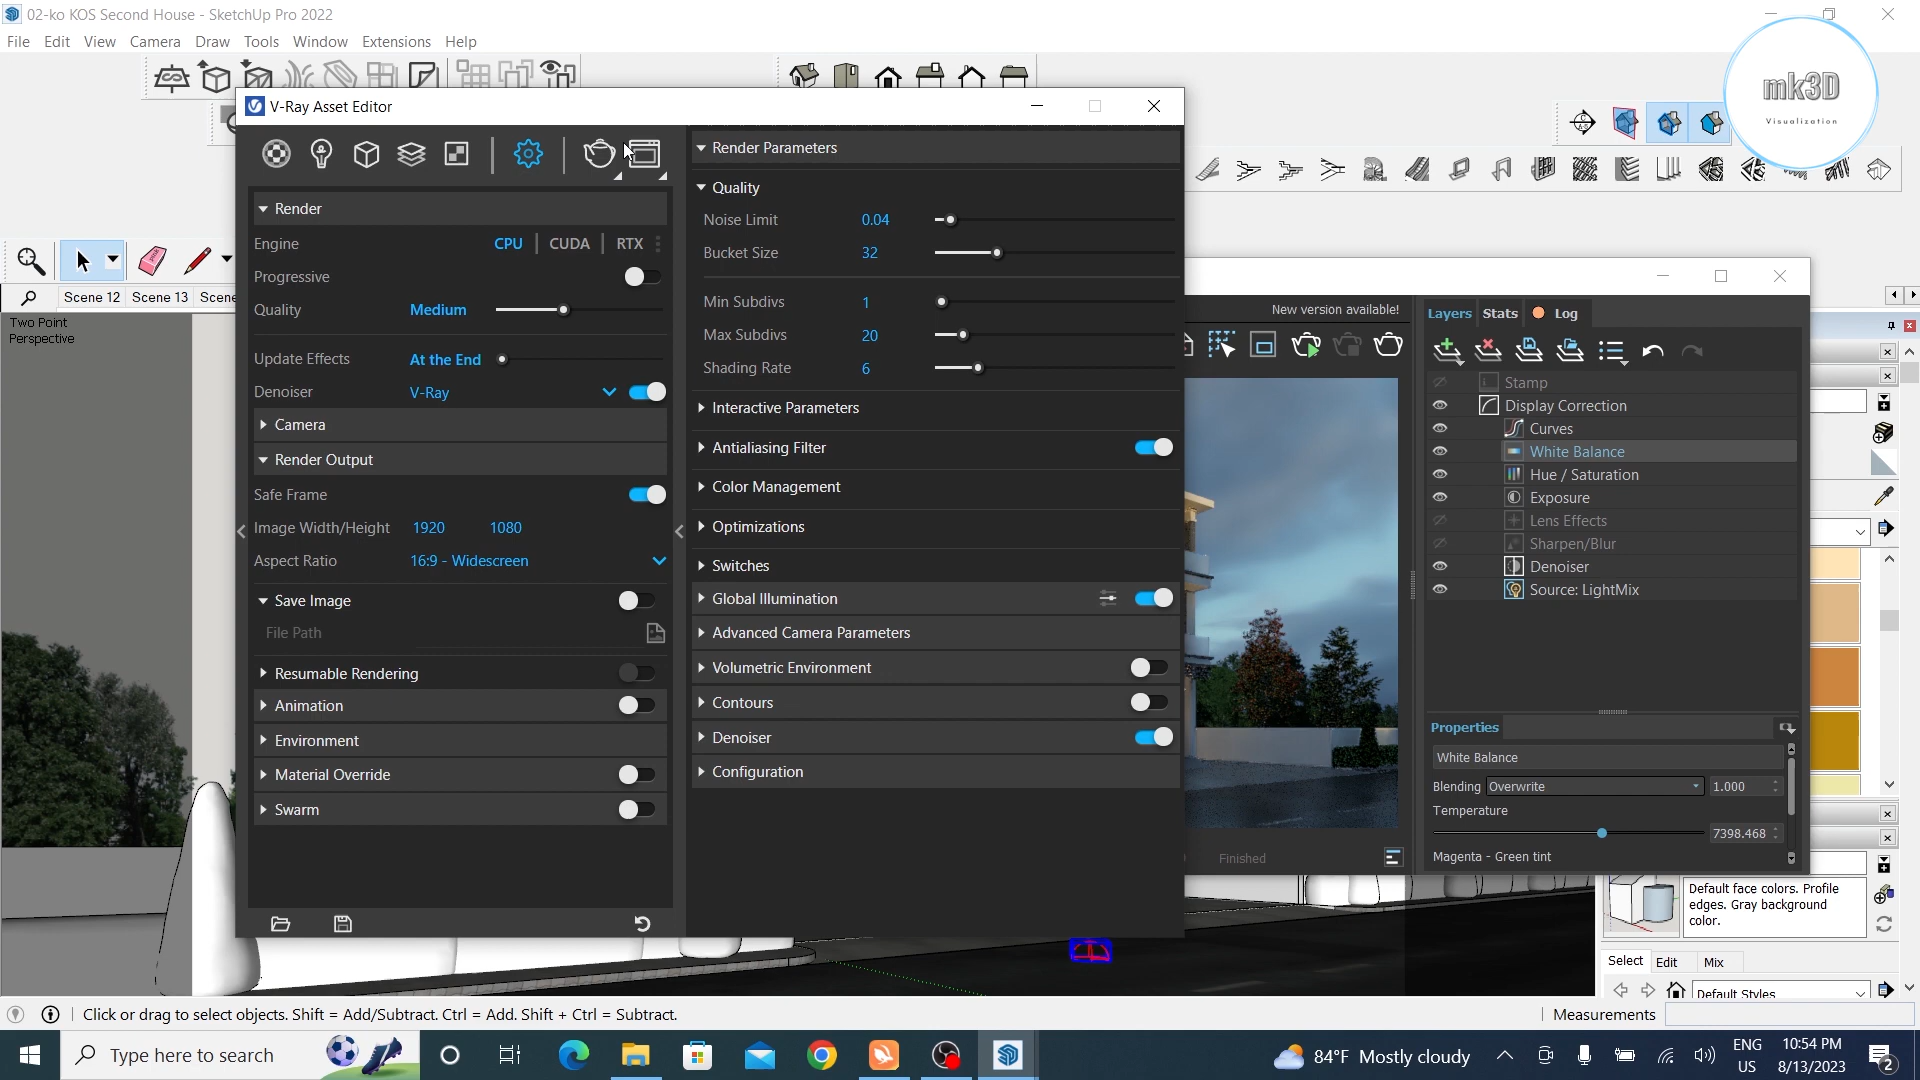 02-ko KOS Second House - SketchUp Pro 2022
File Edit View Camera Draw Tools Window Extensions Help
mk3D
Visualization
V-Ray Asset Editor
Render
Engine CPU CUDA RTX
Progressive
Quality Medium
Update Effects At the End
Denoiser V-Ray
Camera
Render Output
Safe Frame
Image Width/Height 1920 1080
Aspect Ratio 16:9 - Widescreen
Save Image
File Path
Resumable Rendering
Animation
Environment
Material Override
Swarm
Render Parameters
Quality
Noise Limit 0.04
Bucket Size 32
Min Subdivs 1
Max Subdivs 20
Shading Rate 6
Interactive Parameters
Antialiasing Filter
Color Management
Optimizations
Switches
Global Illumination
Advanced Camera Parameters
Volumetric Environment
Contours
Denoiser
Configuration
Scene 12 Scene 13 Scene
Two Point
Perspective
New version available!
Finished
Layers Stats Log
Stamp
Display Correction
Curves
White Balance
Hue / Saturation
Exposure
Lens Effects
Sharpen/Blur
Denoiser
Source: LightMix
Properties
White Balance
Blending Overwrite 1.000
Temperature
7398.468
Magenta - Green tint
Default face colors. Profile
edges. Gray background
color.
Select Edit Mix
Default Styles
Click or drag to select objects. Shift = Add/Subtract. Ctrl = Add. Shift + Ctrl = Subtract.
Measurements
Type here to search
84°F Mostly cloudy
ENG
US
10:54 PM
8/13/2023
2